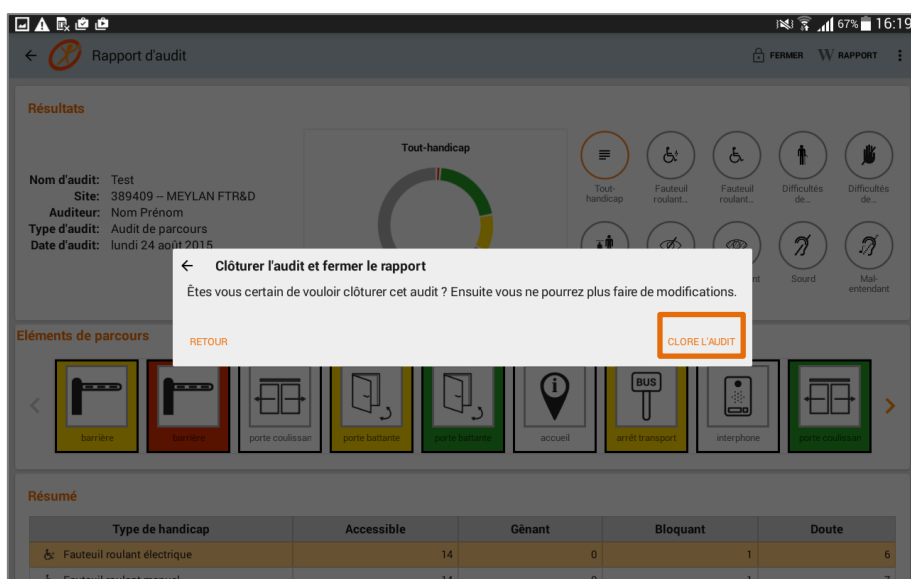 67% 16:19
Rapport d'audit
FERMER
W RAPPORT
Résultats
Nom d'audit: Test
Site: 389409 – MEYLAN FTR&D
Auditeur: Nom Prénom
Type d'audit: Audit de parcours
Date d'audit: lundi 24 août 2015
Tout-handicap
Tout-
handicap
Fauteuil
roulant...
Fauteuil
roulant...
Difficultés
de...
Difficultés
de...
Sourd
Mal-
entendant
Clôturer l'audit et fermer le rapport
Êtes vous certain de vouloir clôturer cet audit ? Ensuite vous ne pourrez plus faire de modifications.
RETOUR
CLORE L'AUDIT
Eléments de parcours
BUS
barrière
barrière
porte coulissan
porte battante
porte battante
accueil
arrêt transport
interphone
porte coulissan
Résumé
Type de handicap Accessible Gênant Bloquant Doute
Fauteuil roulant électrique 14 0 1 6